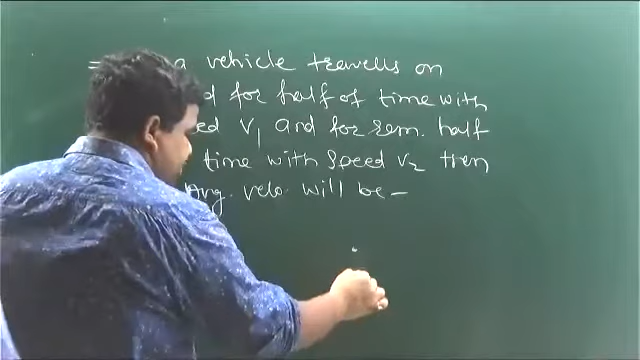 = a vehicle travells on
d for half of time with
ed V₁ and for rem. half
time with speed V₂ then
Avg. velo. will be –